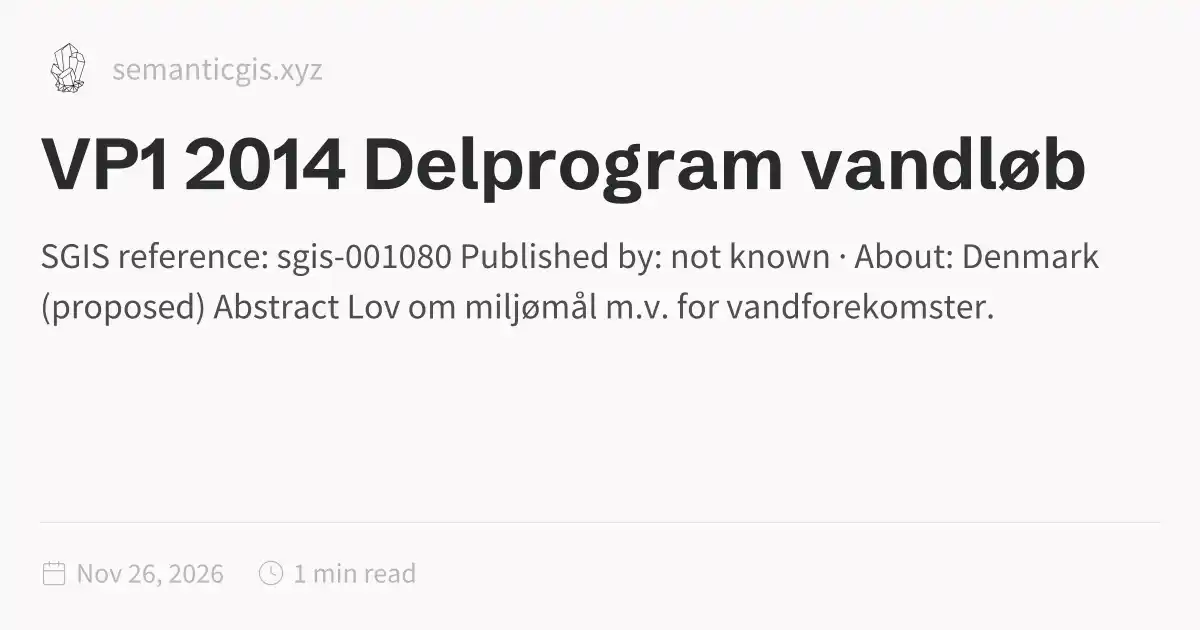 semanticgis.xyz
VP1 2014 Delprogram vandløb
SGIS reference: sgis-001080 Published by: not known · About: Denmark
(proposed) Abstract Lov om miljømål m.v. for vandforekomster.
Nov 26, 2026 1 min read